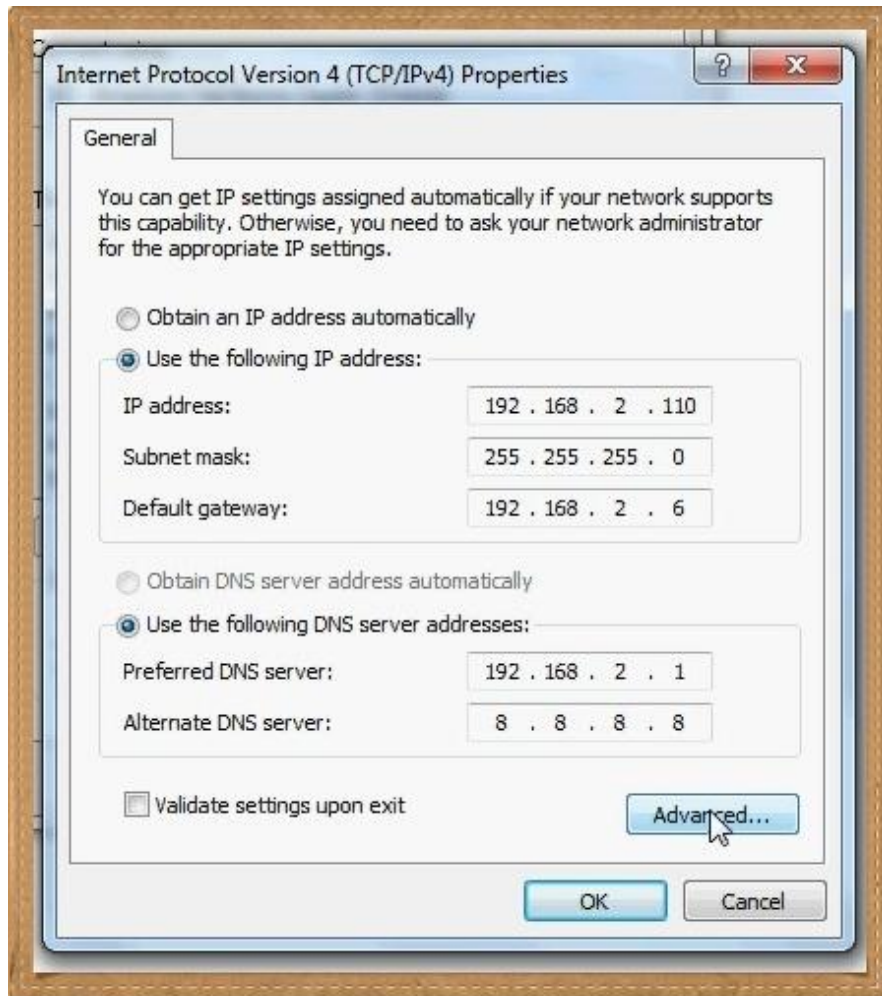 Internet Protocol Version 4 (TCP/IPv4) Properties
?
X
General
You can get IP settings assigned automatically if your network supports
this capability. Otherwise, you need to ask your network administrator
for the appropriate IP settings.
Obtain an IP address automatically
Use the following IP address:
IP address: 192 . 168 . 2 . 110
Subnet mask: 255 . 255 . 255 . 0
Default gateway: 192 . 168 . 2 . 6
Obtain DNS server address automatically
Use the following DNS server addresses:
Preferred DNS server: 192 . 168 . 2 . 1
Alternate DNS server: 8 . 8 . 8 . 8
Validate settings upon exit
Advanced...
OK Cancel